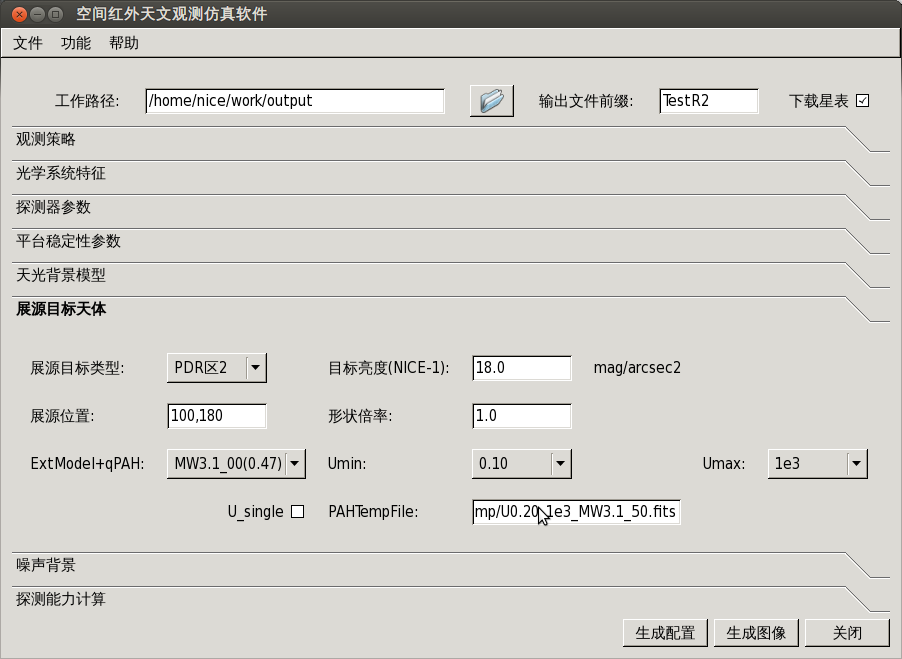 空间红外天文观测仿真软件
文件 功能 帮助
工作路径: /home/nice/work/output 输出文件前缀: TestR2 下载星表
观测策略
光学系统特征
探测器参数
平台稳定性参数
天光背景模型
展源目标天体
展源目标类型: PDR区2 目标亮度(NICE-1): 18.0 mag/arcsec2
展源位置: 100,180 形状倍率: 1.0
ExtModel+qPAH: MW3.1_00(0.47) Umin: 0.10 Umax: 1e3
U_single PAHTempFile: mp/U0.20_1e3_MW3.1_50.fits
噪声背景
探测能力计算
生成配置 生成图像 关闭